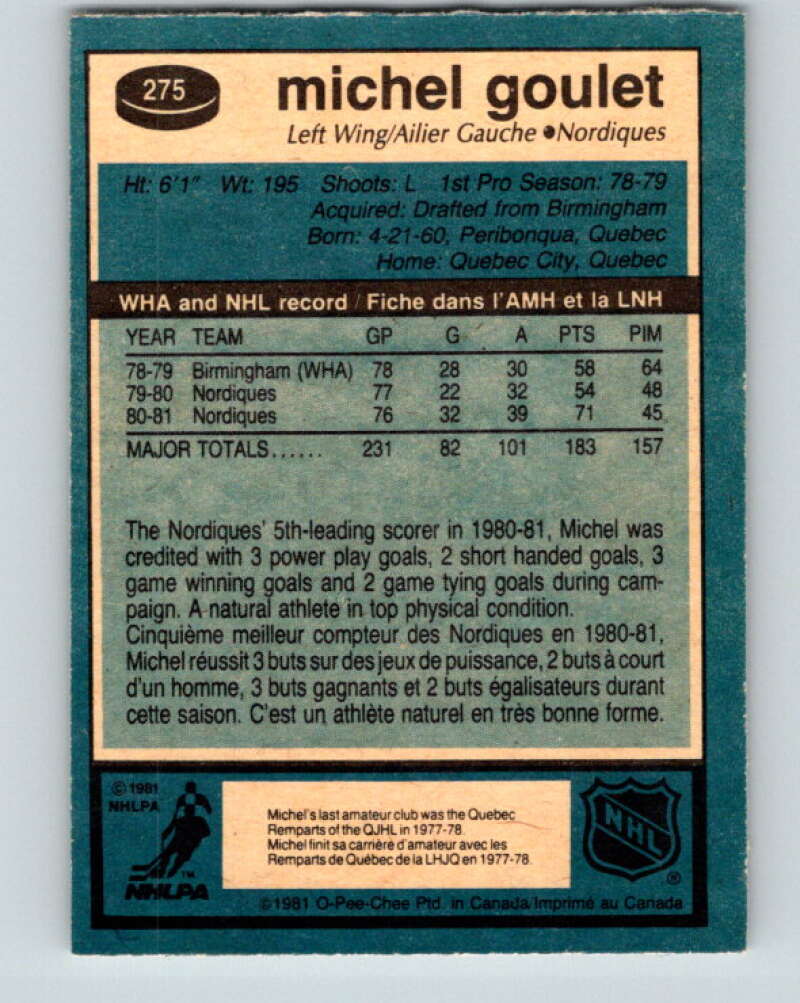 275
michel goulet
Left Wing/Ailier Gauche •Nordiques
Ht: 6'1" Wt: 195 Shoots: L 1st Pro Season: 78-79
Acquired: Drafted from Birmingham
Born: 4-21-60, Peribonqua, Quebec
Home: Quebec City, Quebec
WHA and NHL record / Fiche dans l'AMH et la LNH
YEAR TEAM GP G A PTS PIM
78-79 Birmingham (WHA) 78 28 30 58 64
79-80 Nordiques 77 22 32 54 48
80-81 Nordiques 76 32 39 71 45
MAJOR TOTALS...... 231 82 101 183 157
The Nordiques' 5th-leading scorer in 1980-81, Michel was
credited with 3 power play goals, 2 short handed goals, 3
game winning goals and 2 game tying goals during cam-
paign. A natural athlete in top physical condition.
Cinquième meilleur compteur des Nordiques en 1980-81,
Michel réussit 3 buts sur des jeux de puissance, 2 buts à court
d'un homme, 3 buts gagnants et 2 buts égalisateurs durant
cette saison. C'est un athlète naturel en très bonne forme.
© 1981
NHLPA
NHLPA TM
Michel's last amateur club was the Quebec
Remparts of the QJHL in 1977-78.
Michel finit sa carriéré d'amateur avec les
Remparts de Québec de la LHJQ en 1977-78.
NHL
®
©1981 O-Pee-Chee Ptd. in Canada/Imprimé au Canada